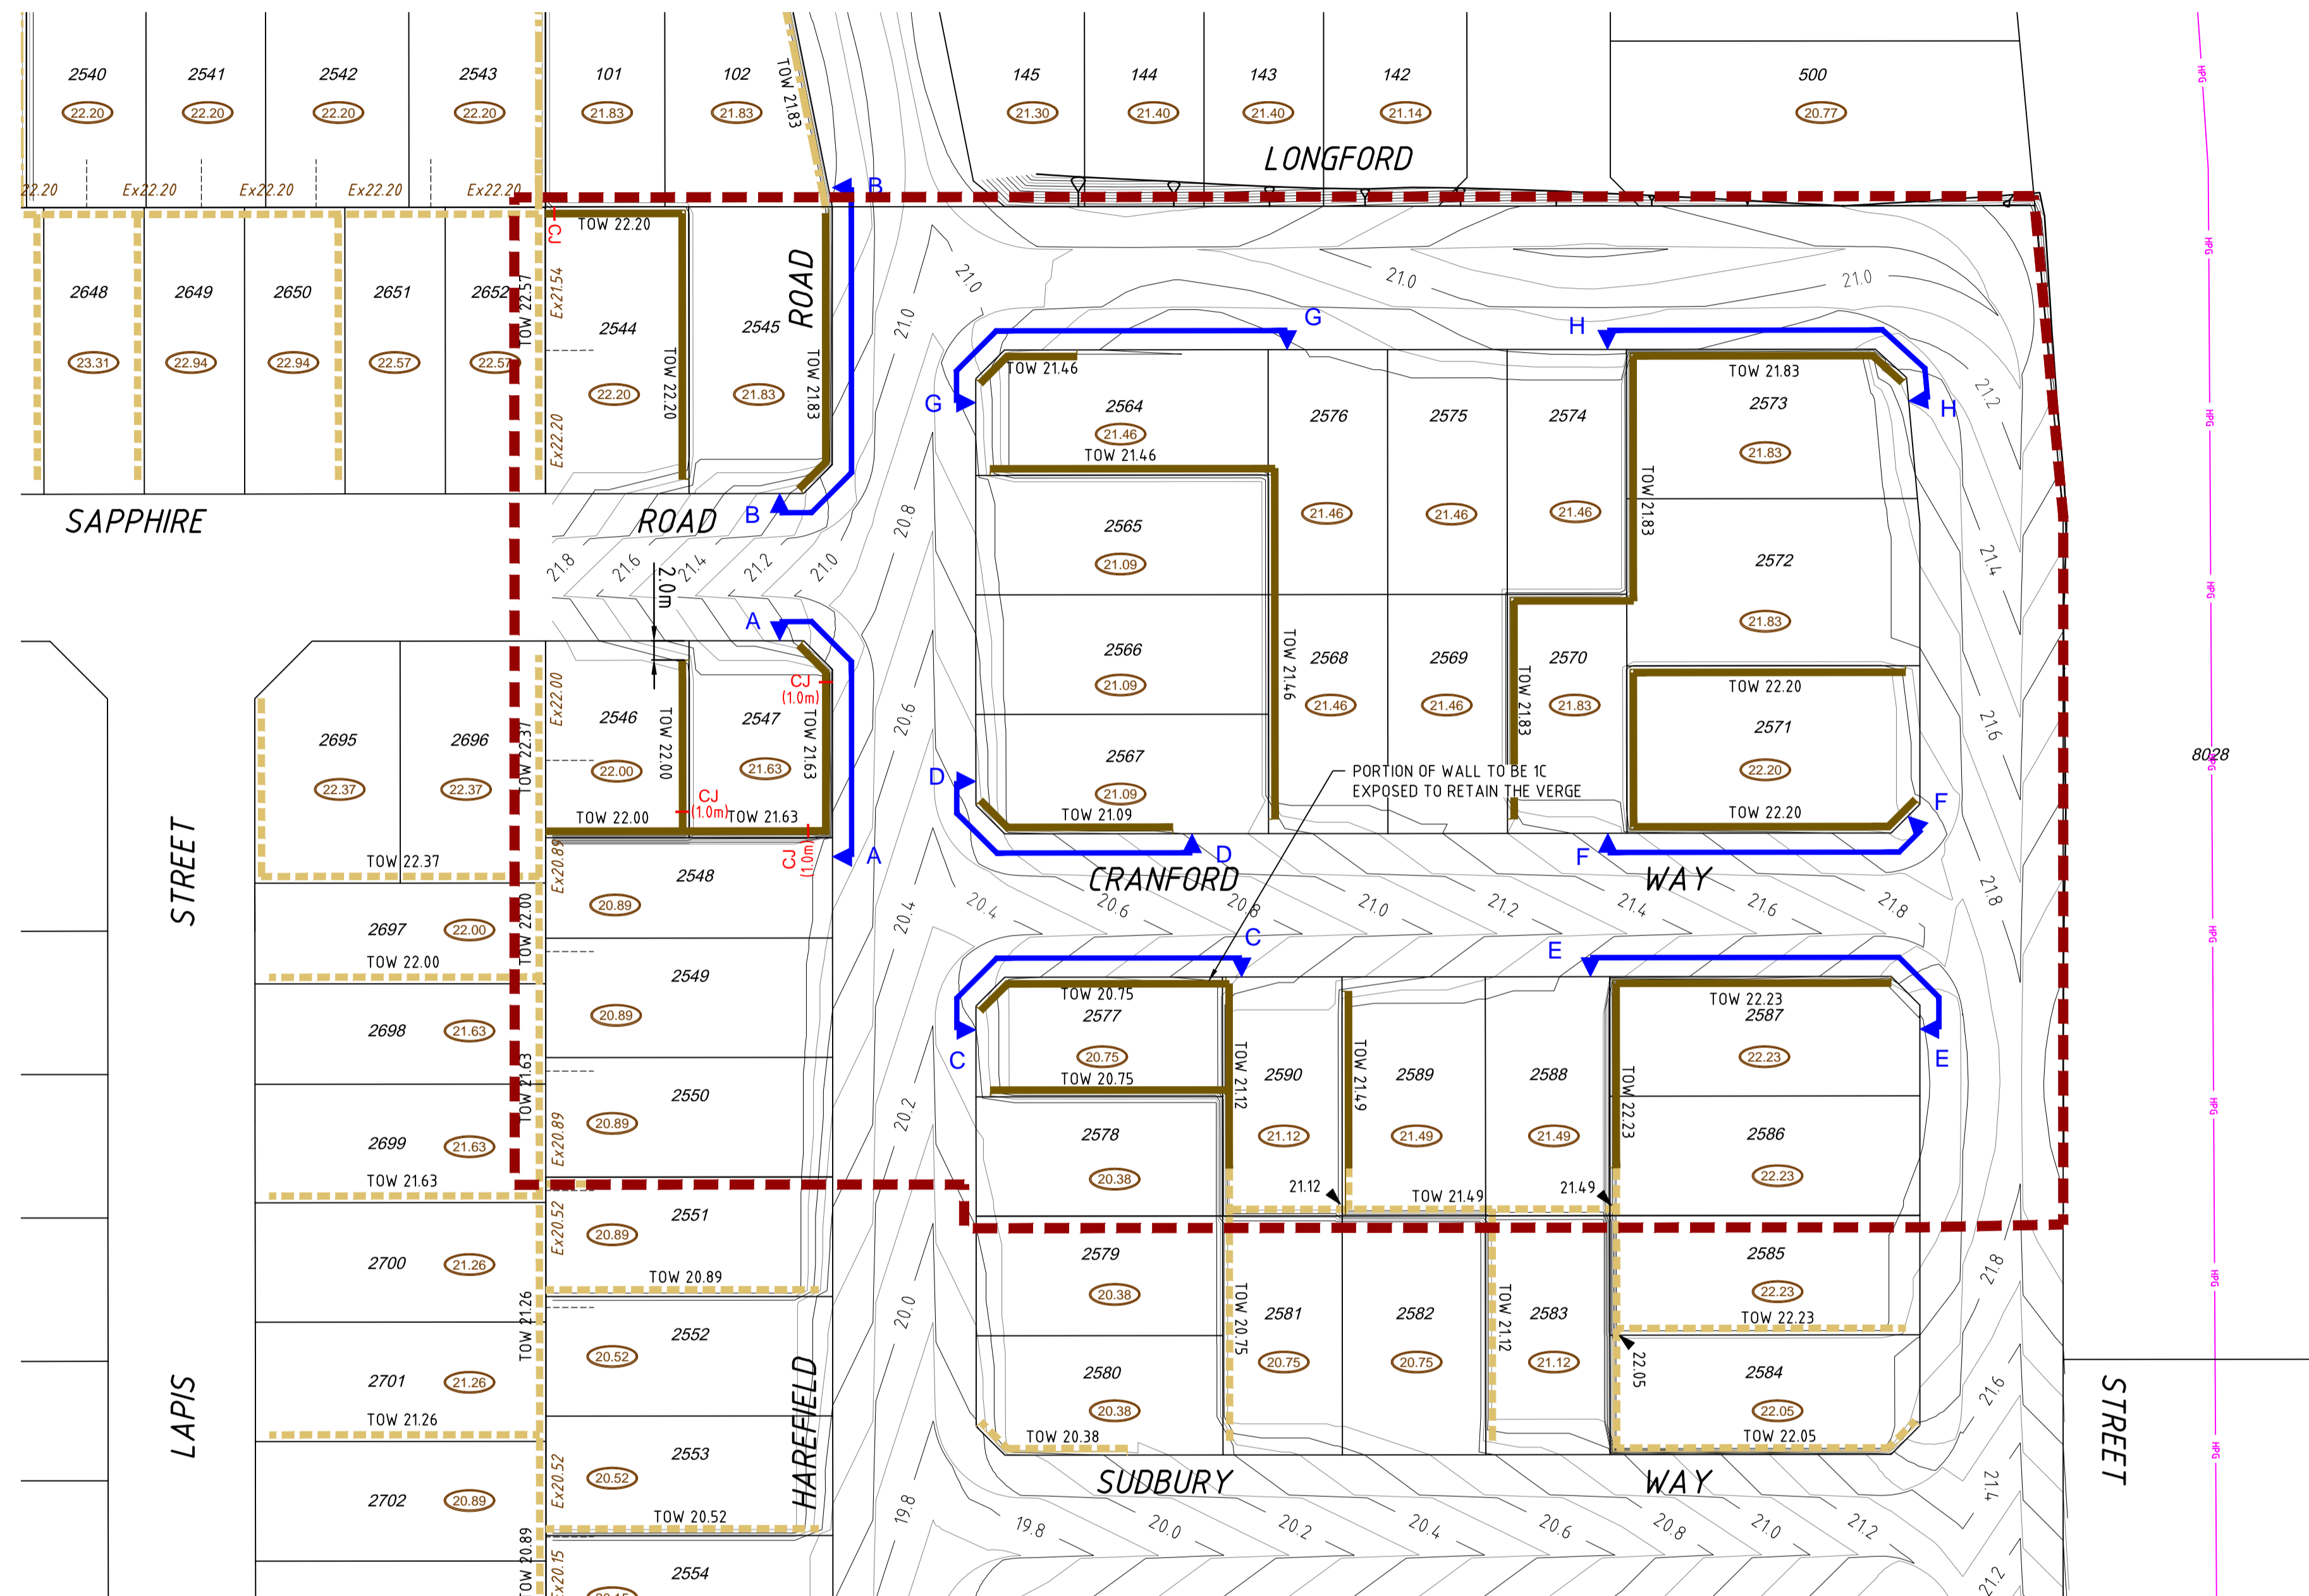 2540
2541
2542
2543
101
102
145
144
143
142
500
22.20
22.20
22.20
22.20
21.83
21.83
TOW 21.83
21.30
21.40
21.40
21.14
20.77
HPG
LONGFORD
22.20
Ex22.20
Ex22.20
Ex22.20
Ex22.20
B
CJ
TOW 22.20
HPG
2648
2649
2650
2651
2652
TOW 22.57
Ex21.54
2544
2545
ROAD
21.0
21.0
21.0
21.0
23.31
22.94
22.94
22.57
22.57
22.20
TOW 22.20
21.83
TOW 21.83
Ex22.20
G
H
TOW 21.46
G
2564
21.46
TOW 21.46
2576
2575
2574
TOW 21.83
2573
21.83
H
21.2
HPG
SAPPHIRE
ROAD
B
20.8
2565
21.09
21.46
21.46
21.46
TOW 21.83
2572
21.83
21.4
HPG
21.8
21.6
21.4
21.2
21.0
2.0m
A
2566
21.09
2568
2569
2570
TOW 21.46
21.46
21.46
TOW 21.83
21.83
TOW 22.20
2571
22.20
TOW 22.20
21.6
8028
HPG
2695
2696
22.37
22.37
TOW 22.37
Ex22.00
2546
22.00
TOW 22.00
CJ
(1.0m)
2547
21.63
TOW 21.63
20.6
CJ
(1.0m)
TOW 22.00
TOW 21.63
CJ
(1.0m)
A
D
2567
21.09
TOW 21.09
D
PORTION OF WALL TO BE 1C
EXPOSED TO RETAIN THE VERGE
F
F
STREET
TOW 22.37
Ex20.89
2548
20.89
CRANFORD
WAY
20.4
20.4
20.6
20.8
21.0
21.2
21.4
21.6
21.8
21.8
HPG
2697
22.00
TOW 22.00
TOW 22.00
2549
20.89
C
C
E
E
TOW 20.75
2577
20.75
TOW 20.75
TOW 21.12
2590
21.12
TOW 21.49
2589
21.49
2588
21.49
TOW 22.23
2587
22.23
TOW 22.23
2698
21.63
TOW 21.63
2550
20.89
Ex20.89
20.2
2578
20.38
2586
22.23
HPG
2699
21.63
TOW 21.63
21.12
TOW 21.49
21.49
2551
20.89
Ex20.52
TOW 20.89
2700
21.26
TOW 21.26
20.0
2579
20.38
TOW 20.75
2581
20.75
2582
20.75
TOW 21.12
2583
21.12
2585
22.23
TOW 22.23
21.8
HPG
2552
20.52
22.05
2701
21.26
TOW 21.26
LAPIS
HAREFIELD
2580
20.38
TOW 20.38
2584
22.05
TOW 22.05
21.6
STREET
2553
20.52
Ex20.52
TOW 20.52
HPG
2702
20.89
TOW 20.89
SUDBURY
WAY
19.8
19.8
20.0
20.2
20.4
20.6
20.8
21.0
21.2
21.4
21.2
Ex20.15
2554